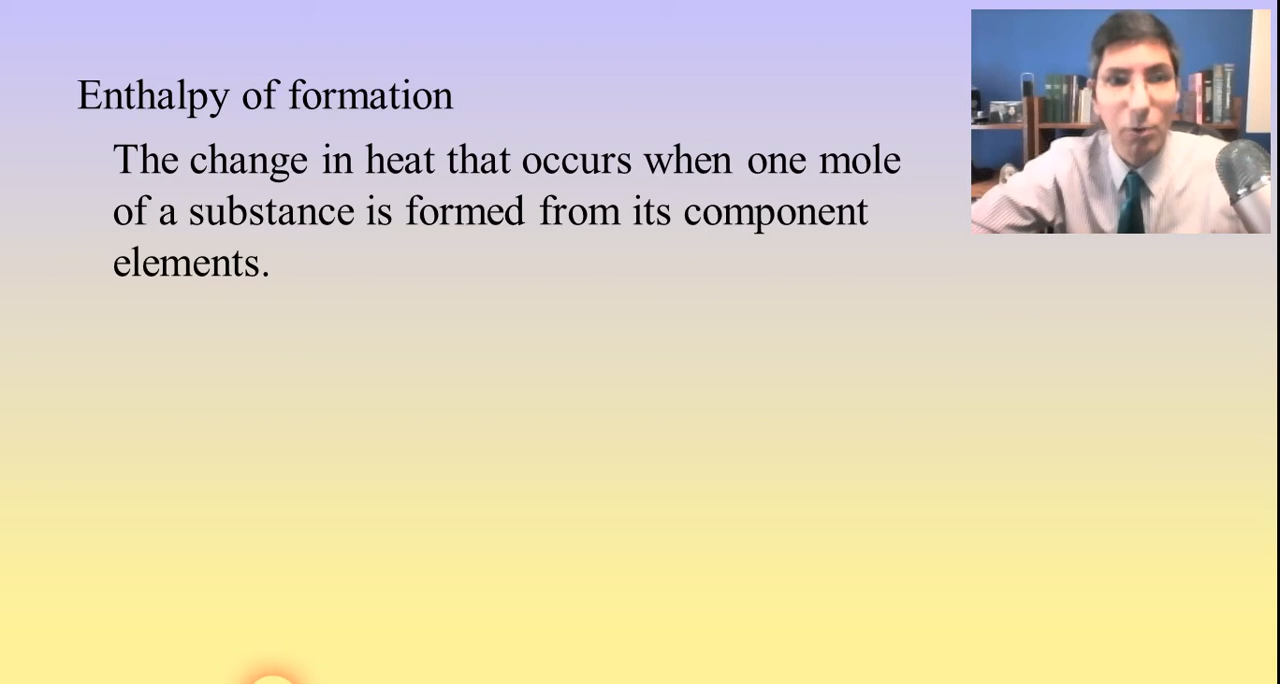 Enthalpy of formation
The change in heat that occurs when one mole
of a substance is formed from its component
elements.